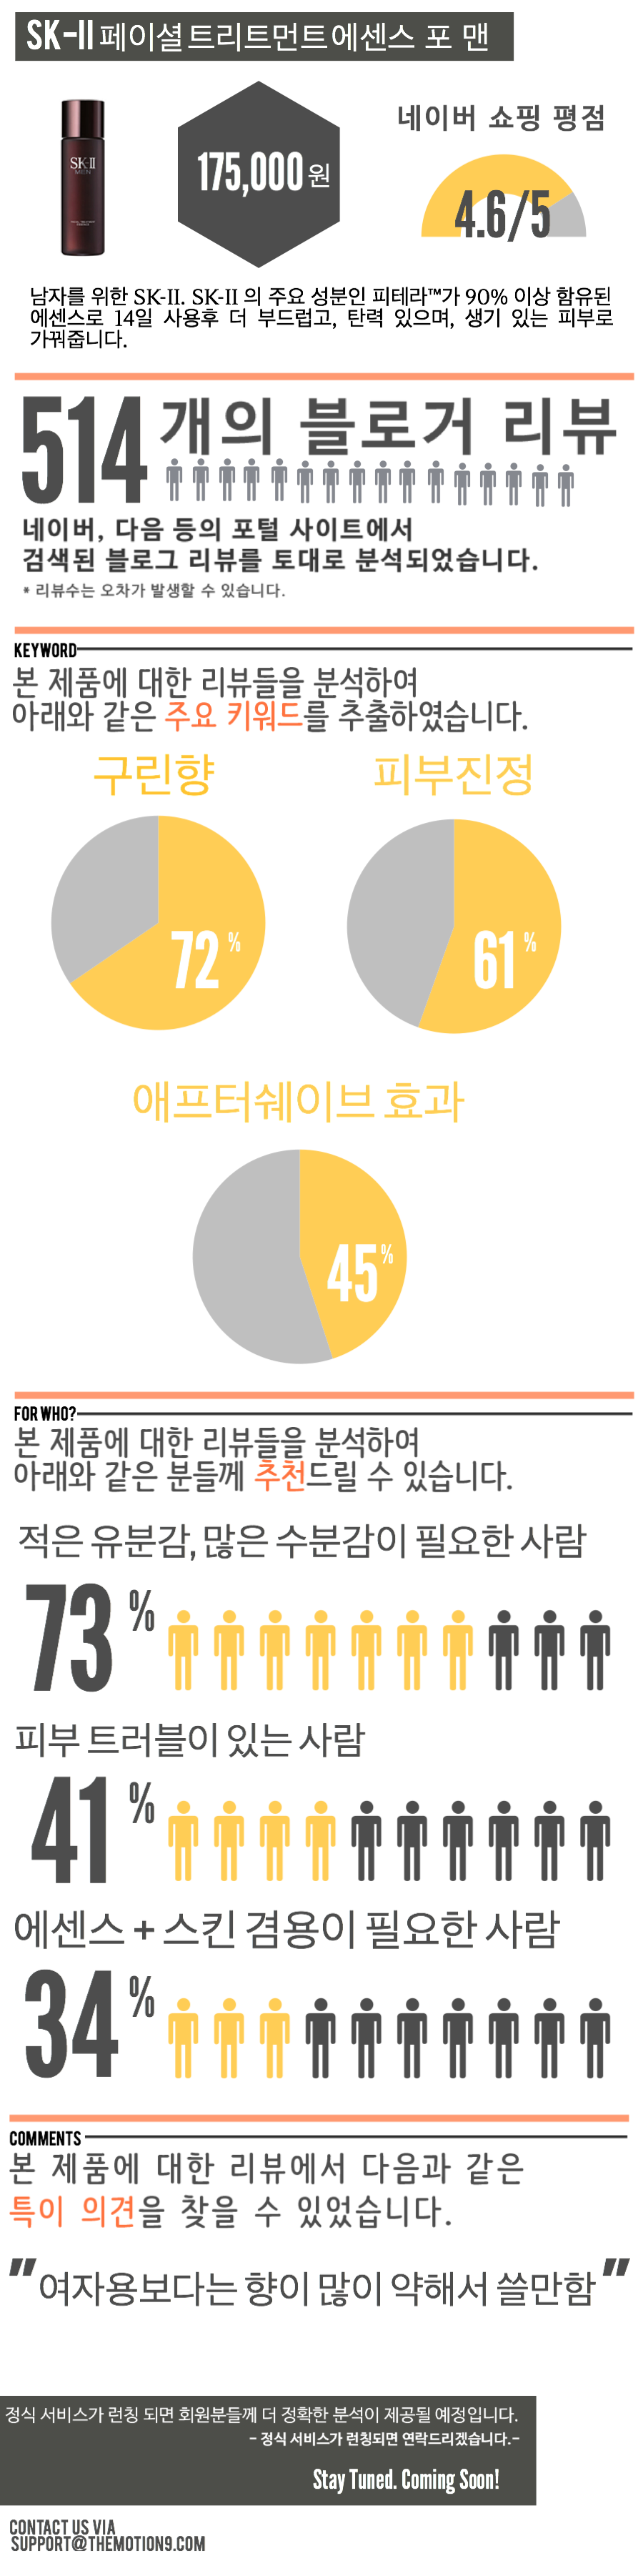 SK-II 페이셜 트리트먼트 에센스 포 맨
SK-II
MEN
175,000 원
네이버 쇼핑 평점
4.6/5
남자를 위한 SK-II. SK-II 의 주요 성분인 피테라™가 90% 이상 함유된
에센스로 14일 사용후 더 부드럽고, 탄력 있으며, 생기 있는 피부로
가꿔줍니다.
514 개의 블로거 리뷰
네이버, 다음 등의 포털 사이트에서
검색된 블로그 리뷰를 토대로 분석되었습니다.
* 리뷰수는 오차가 발생할 수 있습니다.
KEYWORD
본 제품에 대한 리뷰들을 분석하여
아래와 같은 주요 키워드를 추출하였습니다.
구린향
피부진정
72 %
61 %
애프터쉐이브 효과
45 %
FOR WHO?
본 제품에 대한 리뷰들을 분석하여
아래와 같은 분들께 추천드릴 수 있습니다.
적은 유분감, 많은 수분감이 필요한 사람
73 %
피부 트러블이 있는 사람
41 %
에센스 + 스킨 겸용이 필요한 사람
34 %
COMMENTS
본 제품에 대한 리뷰에서 다음과 같은
특이 의견을 찾을 수 있었습니다.
"여자용보다는 향이 많이 약해서 쓸만함"
정식 서비스가 런칭 되면 회원분들께 더 정확한 분석이 제공될 예정입니다.
- 정식 서비스가 런칭되면 연락드리겠습니다.-
Stay Tuned. Coming Soon!
CONTACT US VIA
SUPPORT@THEMOTION9.COM